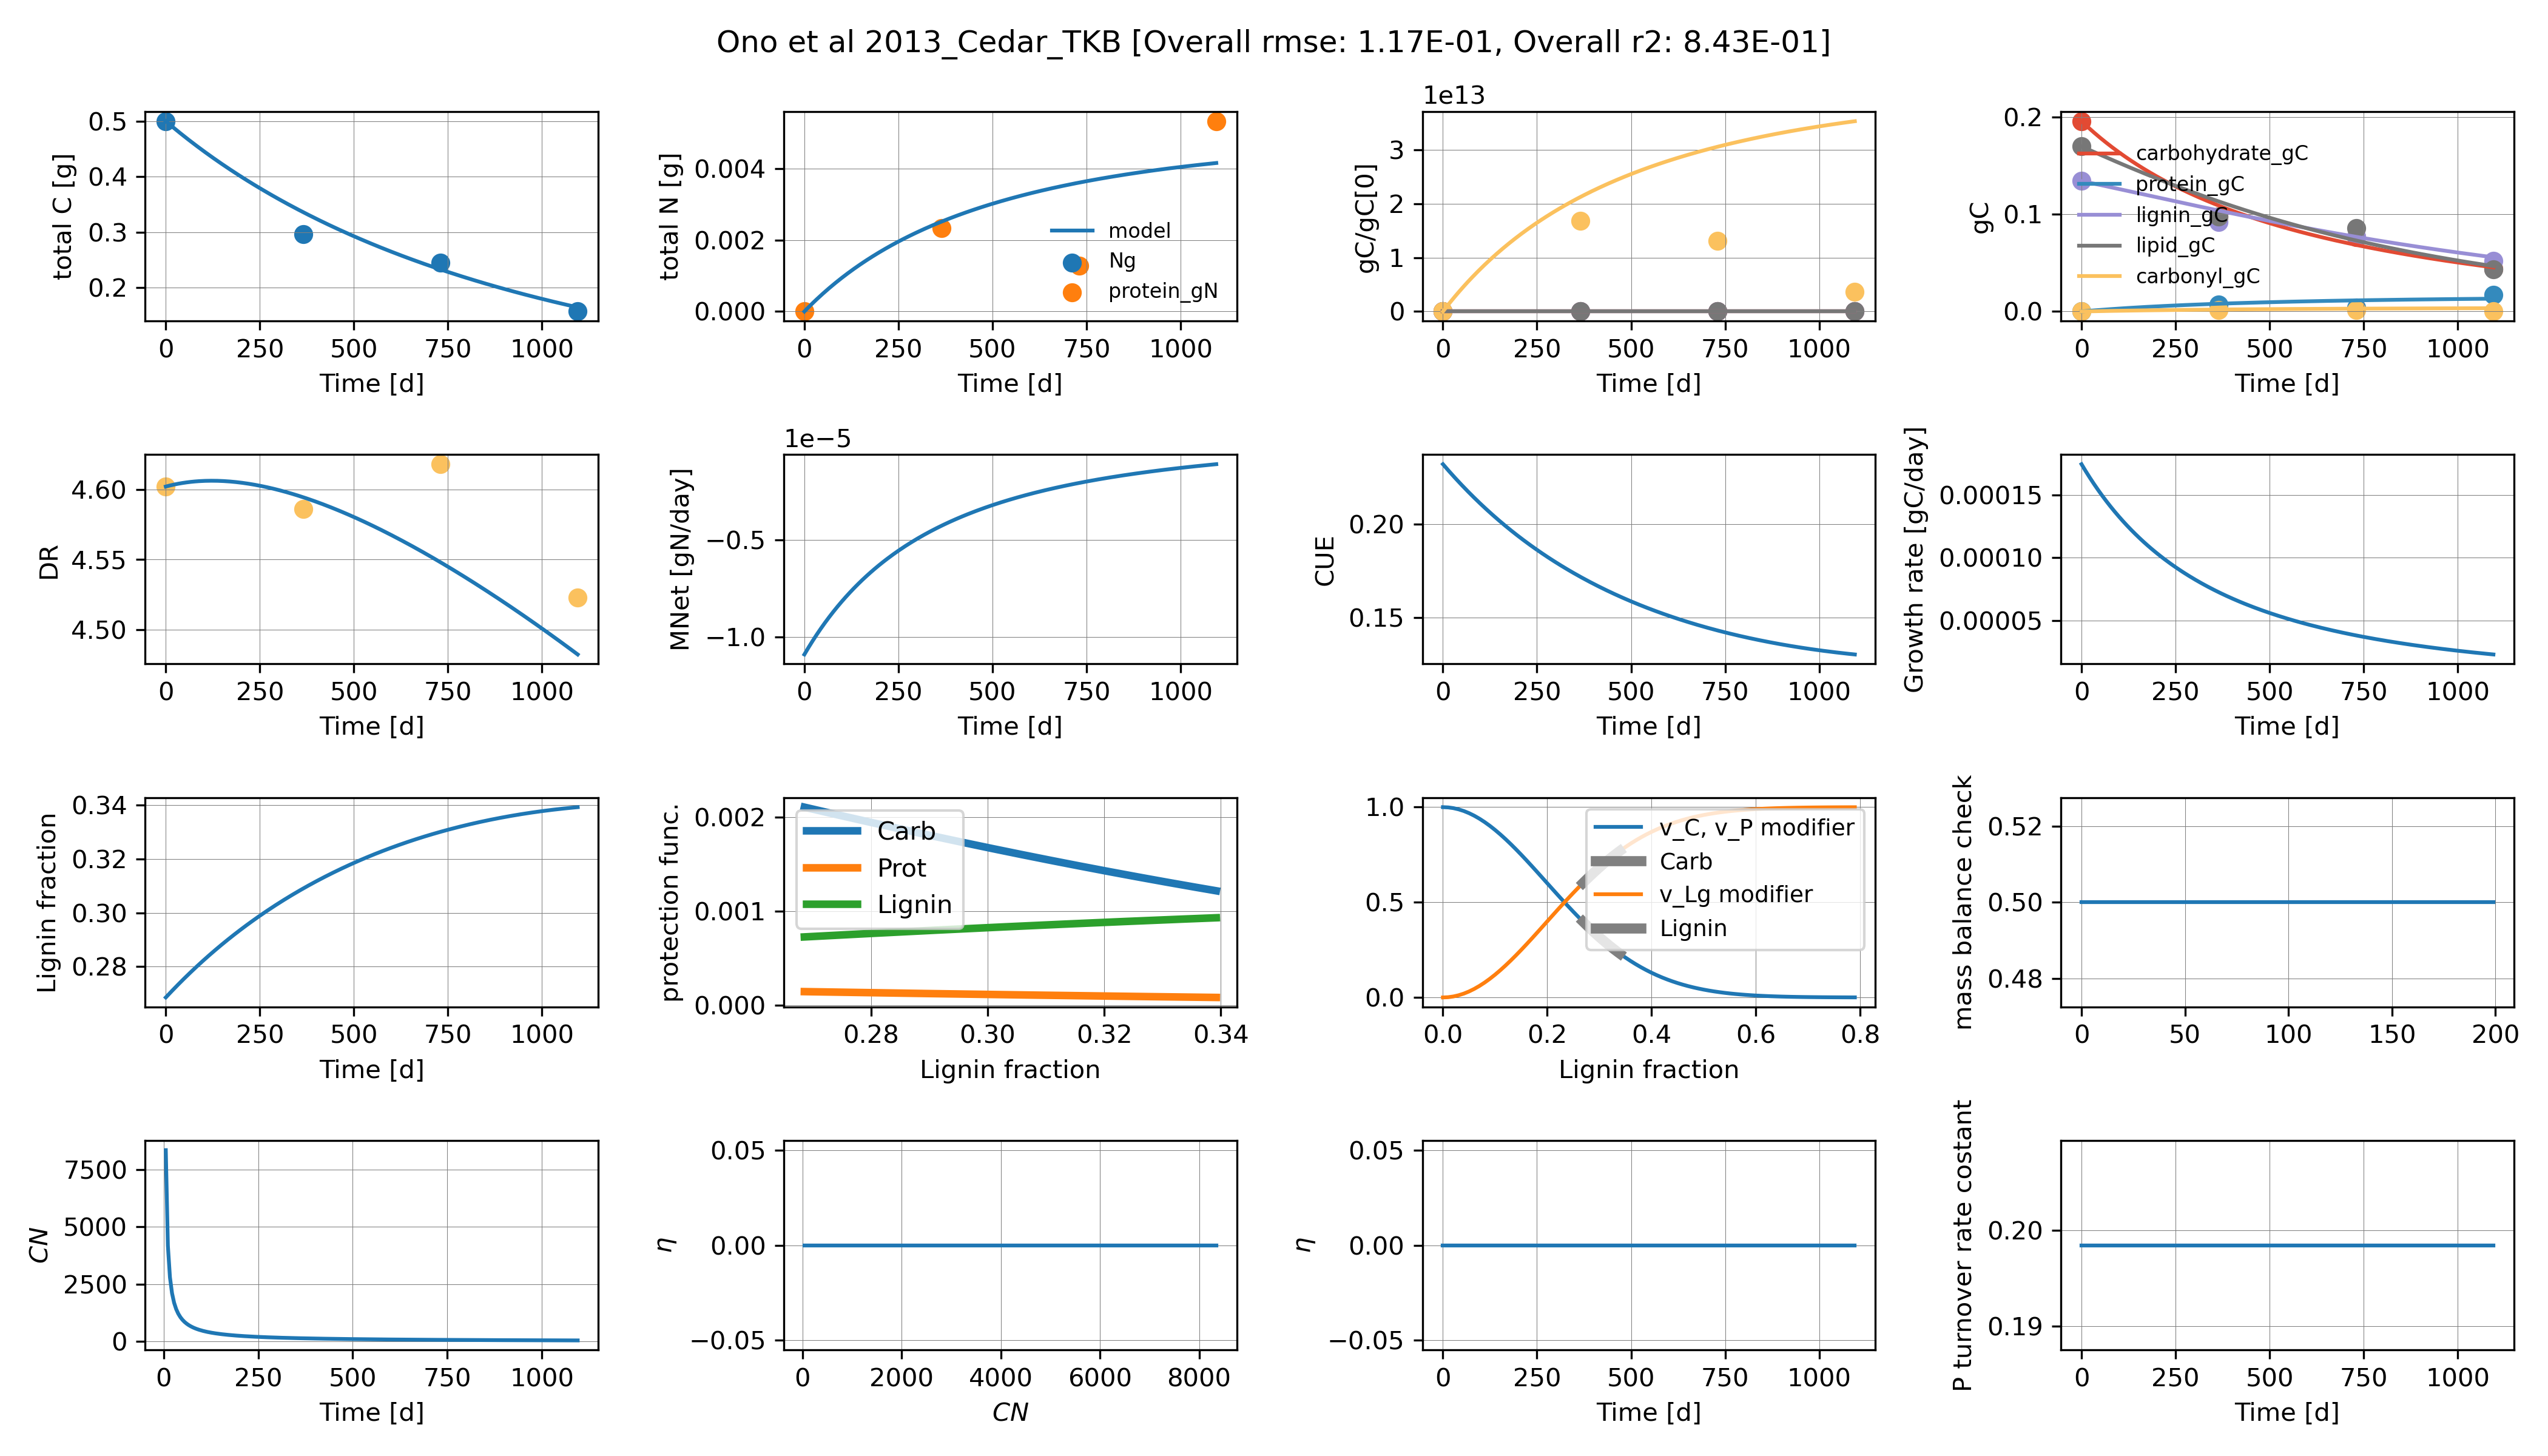 Ono et al 2013_Cedar_TKB [Overall rmse: 1.17E-01, Overall r2: 8.43E-01]
total C [g]
0.5
0.4
0.3
0.2
0 250 500 750 1000
Time [d]
total N [g]
0.004
0.002
0.000
model
Ng
protein_gN
0 250 500 750 1000
Time [d]
1e13
gC/gC[0]
3
2
1
0
0 250 500 750 1000
Time [d]
gC
0.2
0.1
0.0
carbohydrate_gC
protein_gC
lignin_gC
lipid_gC
carbonyl_gC
0 250 500 750 1000
Time [d]
DR
4.60
4.55
4.50
0 250 500 750 1000
Time [d]
1e−5
MNet [gN/day]
−0.5
−1.0
0 250 500 750 1000
Time [d]
CUE
0.20
0.15
0 250 500 750 1000
Time [d]
Growth rate [gC/day]
0.00015
0.00010
0.00005
0 250 500 750 1000
Time [d]
Lignin fraction
0.34
0.32
0.30
0.28
0 250 500 750 1000
Time [d]
protection func.
0.002
0.001
0.000
Carb
Prot
Lignin
0.28 0.30 0.32 0.34
Lignin fraction
1.0
0.5
0.0
v_C, v_P modifier
Carb
v_Lg modifier
Lignin
0.0 0.2 0.4 0.6 0.8
Lignin fraction
mass balance check
0.52
0.50
0.48
0 50 100 150 200
CN
7500
5000
2500
0
0 250 500 750 1000
Time [d]
η
0.05
0.00
−0.05
0 2000 4000 6000 8000
CN
η
0.05
0.00
−0.05
0 250 500 750 1000
Time [d]
P turnover rate costant
0.20
0.19
0 250 500 750 1000
Time [d]